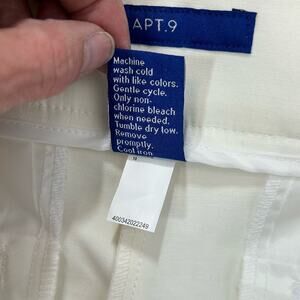 APT.9
Machine
wash cold
with like colors.
Gentle cycle.
Only non-
chlorine bleach
when needed.
Tumble dry low.
Remove
promptly.
Cool iron
400342022249